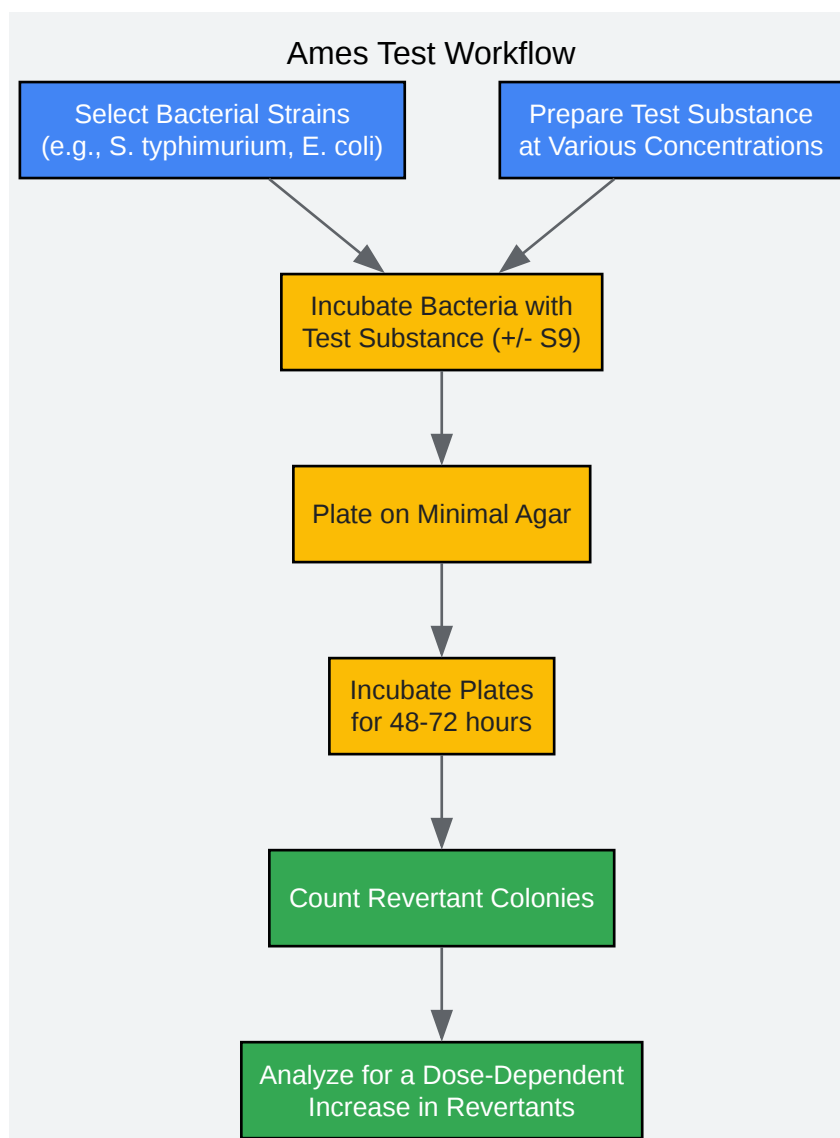 Ames Test Workflow
Select Bacterial Strains
(e.g., S. typhimurium, E. coli)
Prepare Test Substance
at Various Concentrations
Incubate Bacteria with
Test Substance (+/- S9)
Plate on Minimal Agar
Incubate Plates
for 48-72 hours
Count Revertant Colonies
Analyze for a Dose-Dependent
Increase in Revertants